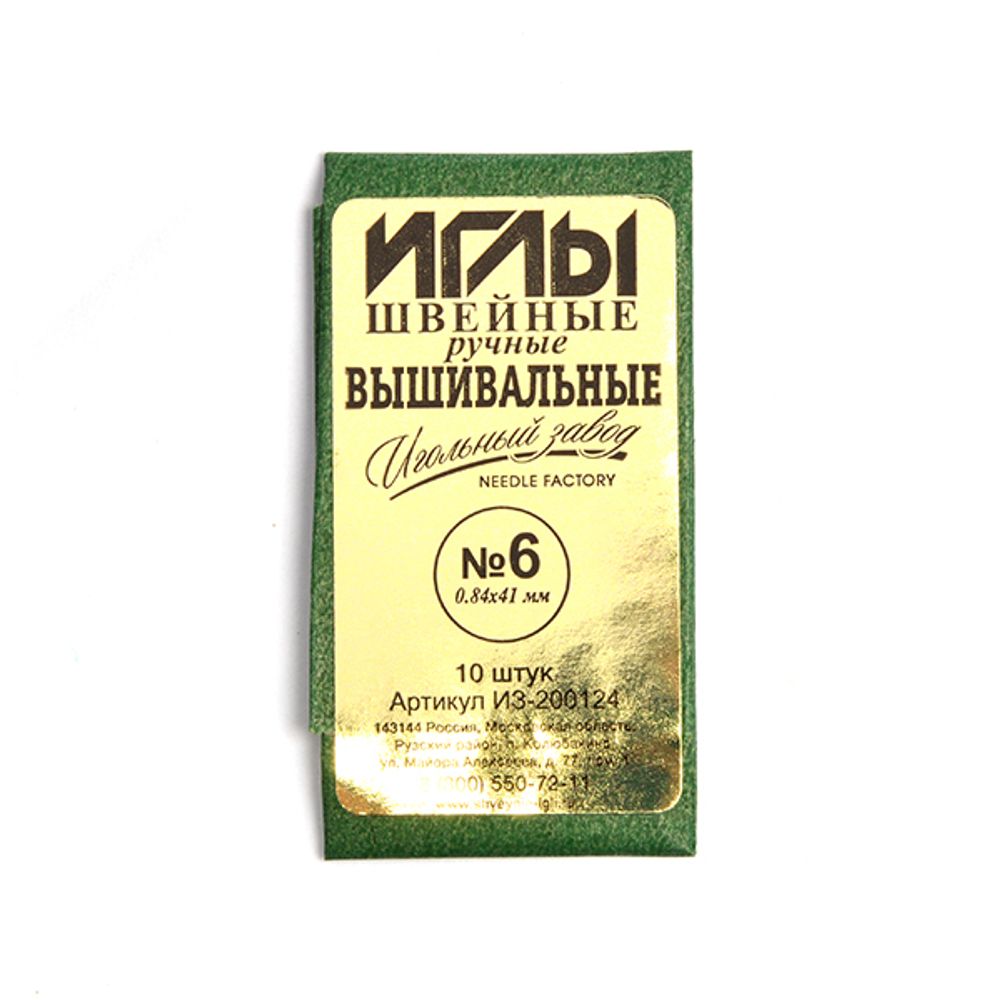 ИГЛЫ
ШВЕЙНЫЕ
ручные
ВЫШИВАЛЬНЫЕ
Игольный завод
NEEDLE FACTORY
№6
0.84х41 мм
10 штук
Артикул ИЗ-200124
143144 Россия, Московская область,
Рузский район, п. Колюбакино,
ул. Майора Алексеева, д. 77,
550-72-11